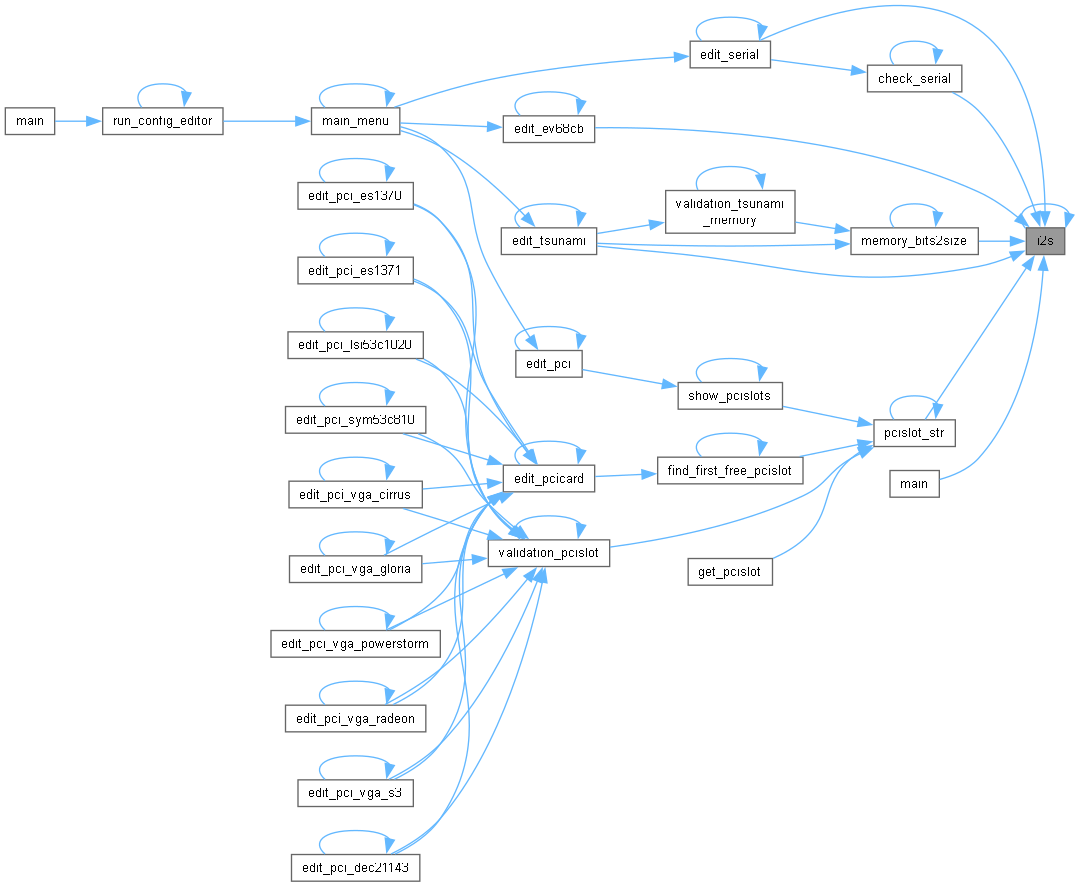 main
run_config_editor
main_menu
edit_serial
check_serial
edit_ev68cb
edit_pci_es1370
validation_tsunami
_memory
edit_tsunami
memory_bits2size
i2s
edit_pci_es1371
edit_pci_lsi53c1020
edit_pci
show_pcislots
edit_pci_sym53c810
pcislot_str
find_first_free_pcislot
edit_pcicard
main
edit_pci_vga_cirrus
validation_pcislot
edit_pci_vga_gloria
get_pcislot
edit_pci_vga_powerstorm
edit_pci_vga_radeon
edit_pci_vga_s3
edit_pci_dec21143